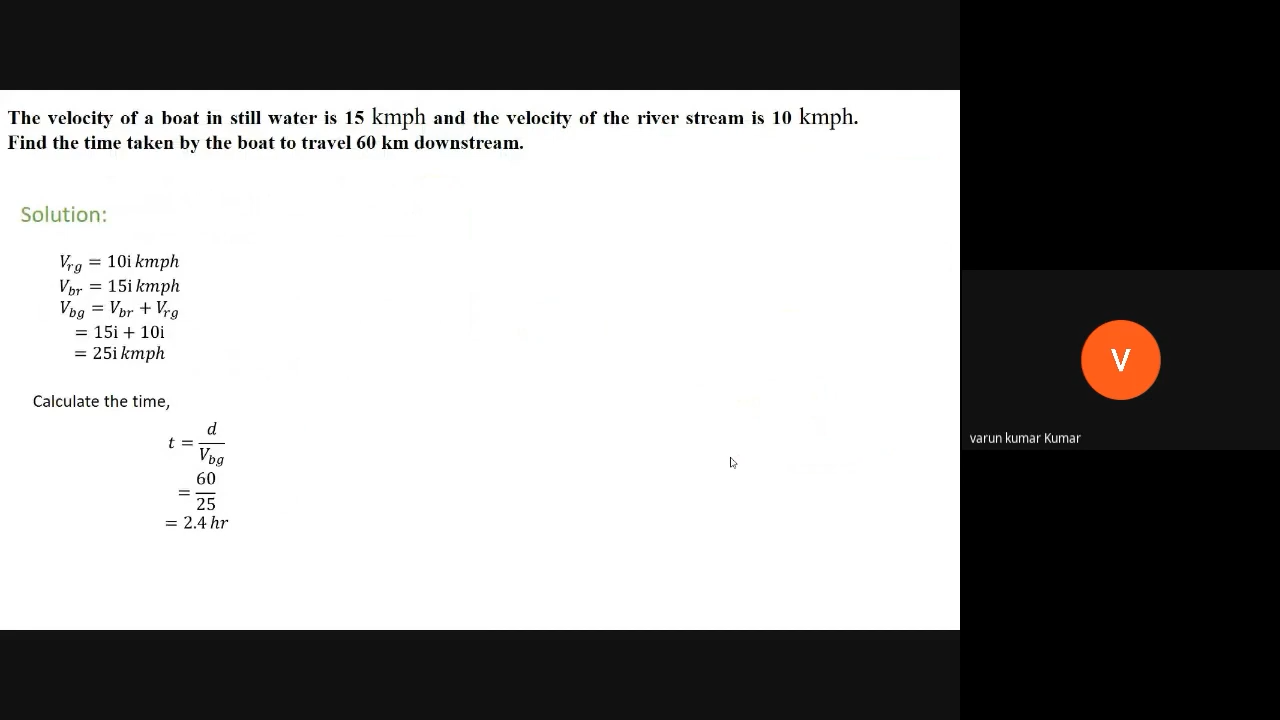 The velocity of a boat in still water is 15 kmph and the velocity of the river stream is 10 kmph.
Find the time taken by the boat to travel 60 km downstream.
Solution:
V_rg = 10i kmph
V_br = 15i kmph
V_bg = V_br + V_rg
= 15i + 10i
= 25i kmph
Calculate the time,
t = d/V_bg
= 60/25
= 2.4 hr
V
varun kumar Kumar